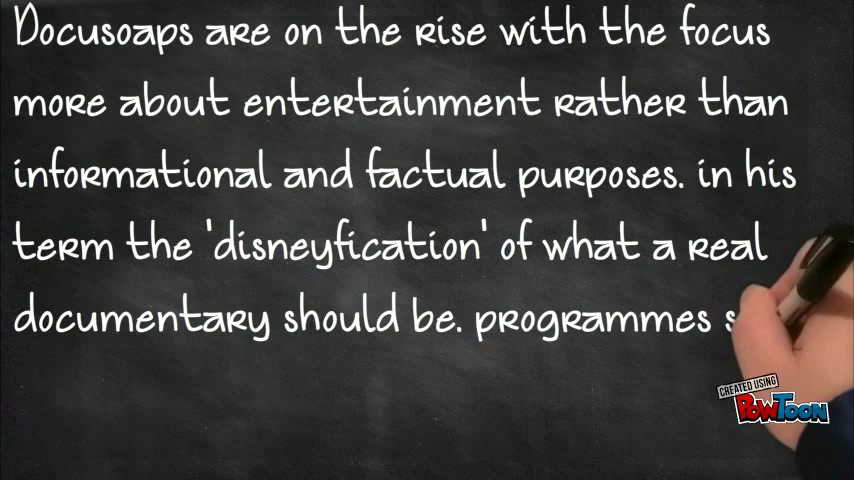 Docusoaps are on the rise with the focus
more about entertainment rather than
informational and factual purposes. in his
term the 'disneyfication' of what a real
documentary should be. programmes s
CREATED USING
POWTOON